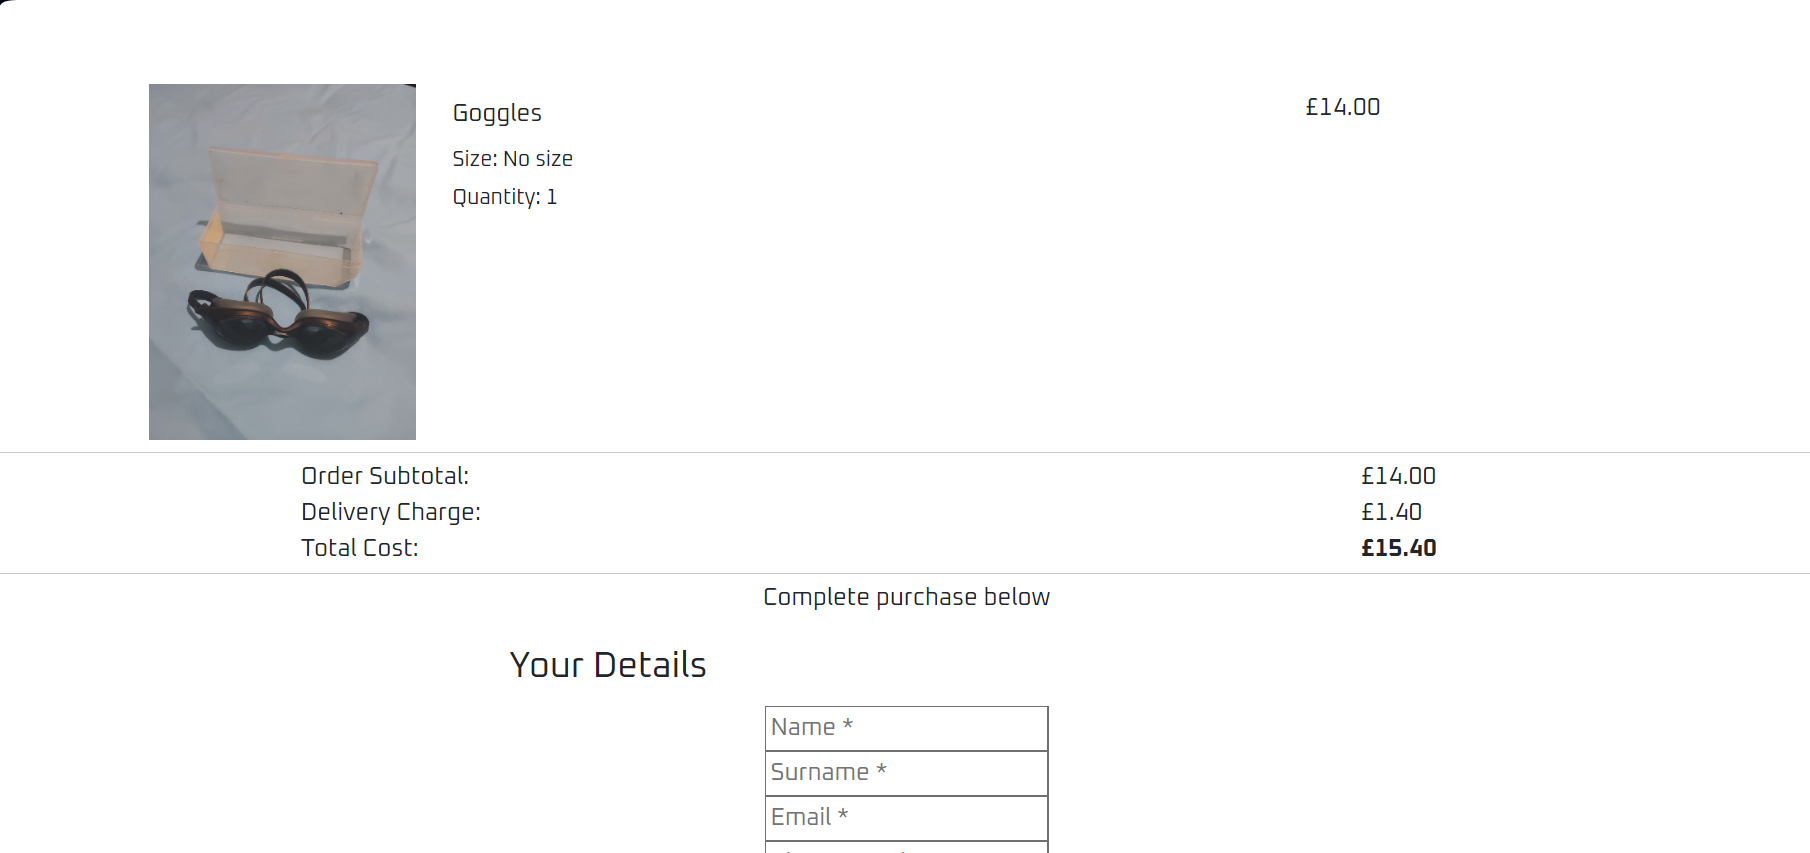 Goggles
£14.00
Size: No size
Quantity: 1
Order Subtotal:
£14.00
Delivery Charge:
£1.40
Total Cost:
£15.40
Complete purchase below
Your Details
Name *
Surname *
Email *